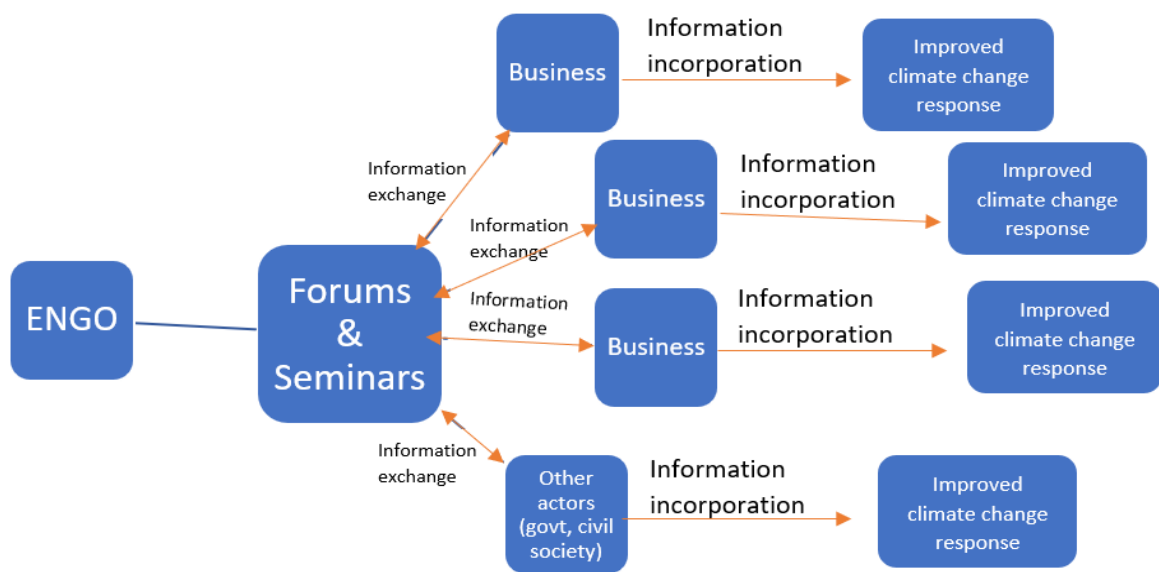 ENGO
Forums
&
Seminars
Information
exchange
Business
Information
incorporation
Improved
climate change
response
Information
exchange
Business
Information
incorporation
Improved
climate change
response
Information
exchange
Business
Information
incorporation
Improved
climate change
response
Information
exchange
Other
actors
(govt, civil
society)
Information
incorporation
Improved
climate change
response